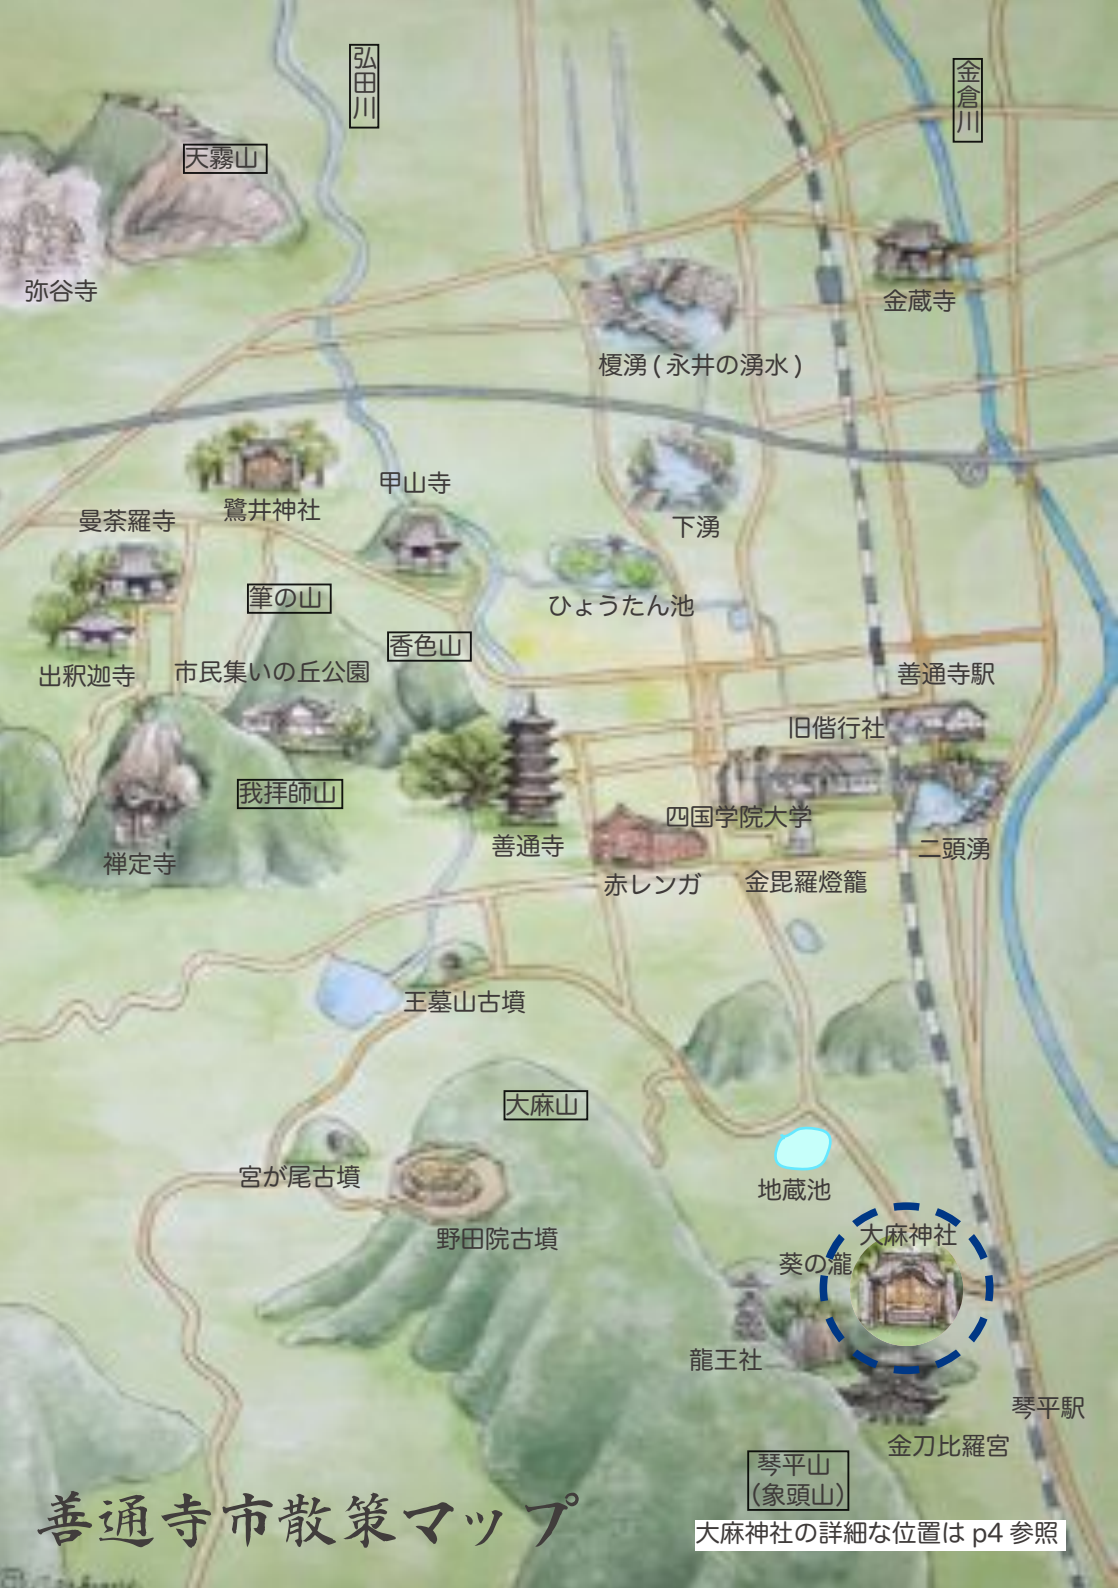 弘田川
金倉川
天霧山
弥谷寺
金蔵寺
榎湧(永井の湧水)
鷺井神社
甲山寺
曼荼羅寺
下湧
筆の山
ひょうたん池
香色山
出釈迦寺
市民集いの丘公園
善通寺駅
旧偕行社
我拝師山
四国学院大学
善通寺
二頭湧
禅定寺
赤レンガ
金毘羅燈籠
王墓山古墳
大麻山
宮が尾古墳
地蔵池
野田院古墳
大麻神社
葵の瀧
龍王社
琴平駅
金刀比羅宮
琴平山
(象頭山)
善通寺市散策マップ
大麻神社の詳細な位置は p4 参照